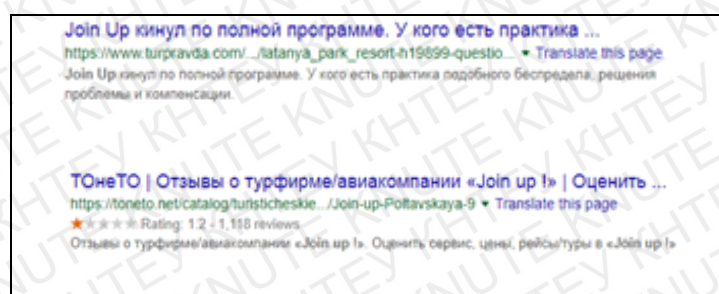 Join Up кинул по полной программе. У кого есть практика ...
https://www.turpravda.com/.../latanya_park_resort-h19899-questio... ▼ Translate this page
Join Up кинул по полной программе. У кого есть практика подобного беспредела, решения
проблемы и компенсации.
ТОнеТО | Отзывы о турфирме/авиакомпании «Join up !» | Оценить ...
https://toneto.net/catalog/turisticheskie.../Join-up-Poltavskaya-9 ▼ Translate this page
★★★★★ Rating: 1.2 - 1,118 reviews
Отзывы о турфирме/авиакомпании «Join up !». Оценить сервис, цены, рейсы/туры в «Join up !»